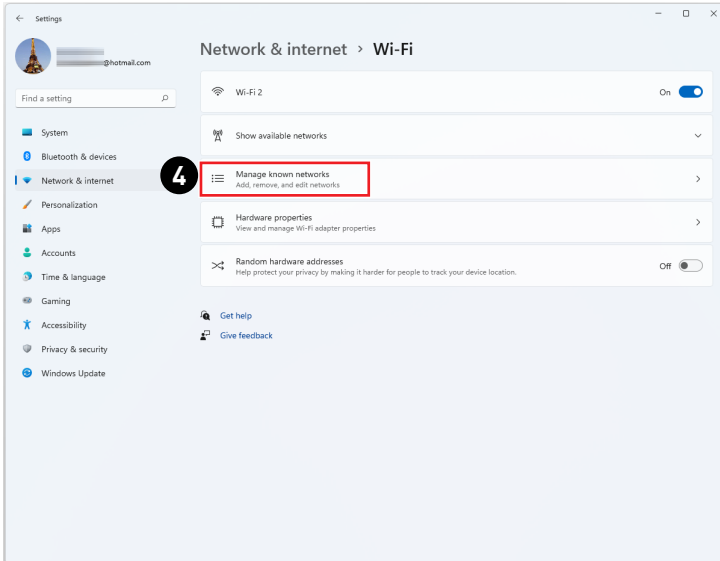 Settings
@hotmail.com
Find a setting
System
Bluetooth & devices
Network & internet
Personalization
Apps
Accounts
Time & language
Gaming
Accessibility
Privacy & security
Windows Update
Network & internet > Wi-Fi
Wi-Fi 2
On
Show available networks
4
Manage known networks
Add, remove, and edit networks
Hardware properties
View and manage Wi-Fi adapter properties
Random hardware addresses
Help protect your privacy by making it harder for people to track your device location.
Off
Get help
Give feedback